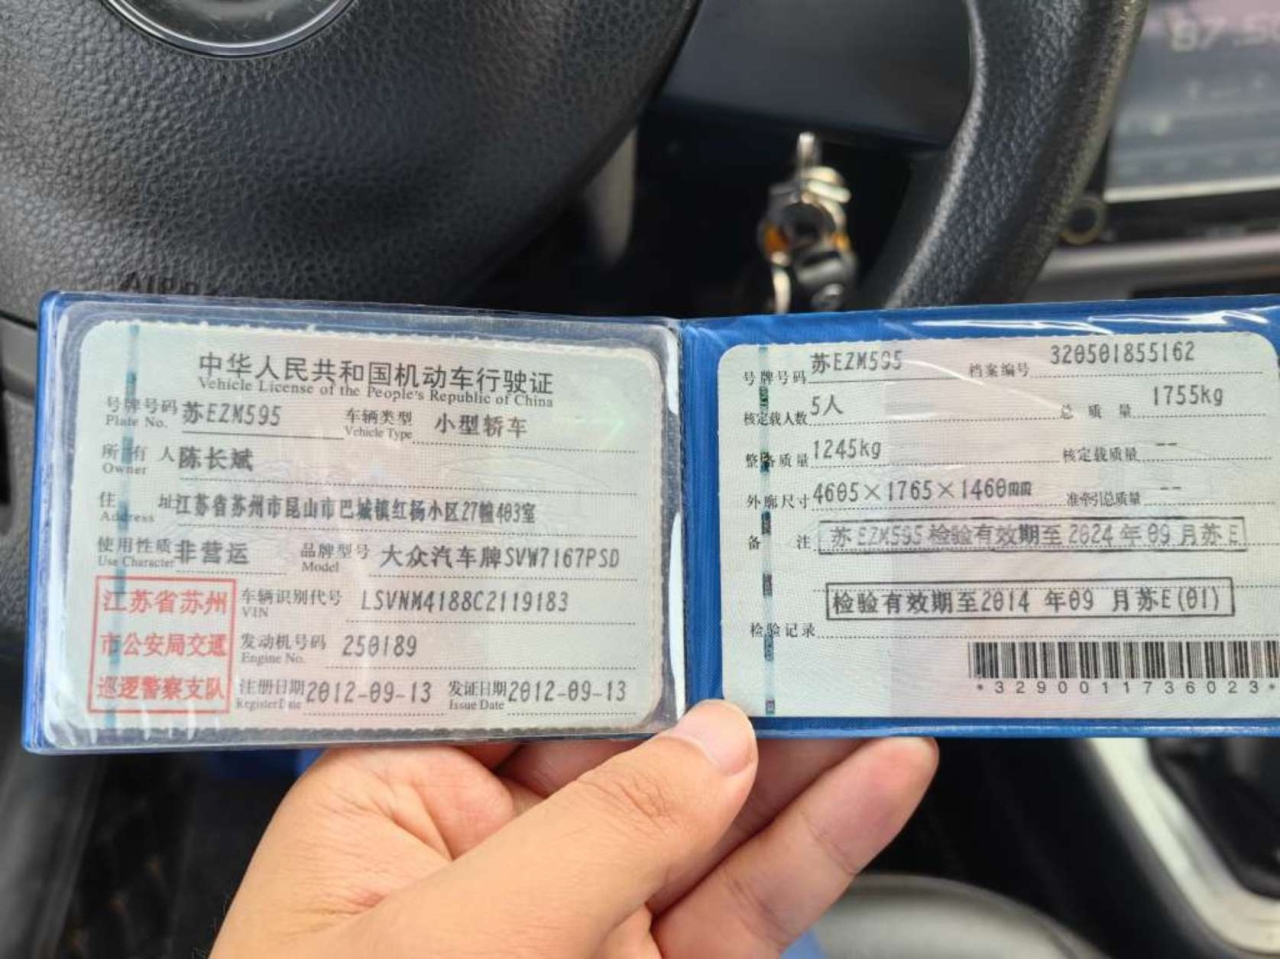 中华人民共和国机动车行驶证
Vehicle License of the People's Republic of China
号牌号码 苏EZM595 车辆类型 小型轿车
Plate No. Vehicle Type
所有人 陈长斌
Owner
住址 江苏省苏州市昆山市巴城镇红杨小区27幢403室
Address
使用性质 非营运 品牌型号 大众汽车牌SVW7167PSD
Use Character Model
江苏省苏州
市公安局交通
巡逻警察支队
车辆识别代号 LSVNM4188C2119183
VIN
发动机号码 250189
Engine No.
注册日期 2012-09-13 发证日期 2012-09-13
Register Date Issue Date
号牌号码 苏EZM595 档案编号 320501855162
核定载人数 5人 总质量 1755kg
整备质量 1245kg 核定载质量 --
外廓尺寸 4605×1765×1460㎜ 准牵引总质量 --
备注 苏EZM595 检验有效期至2024年09月苏E
检验有效期至2014 年09 月苏E(01)
检验记录
*3290011736023*